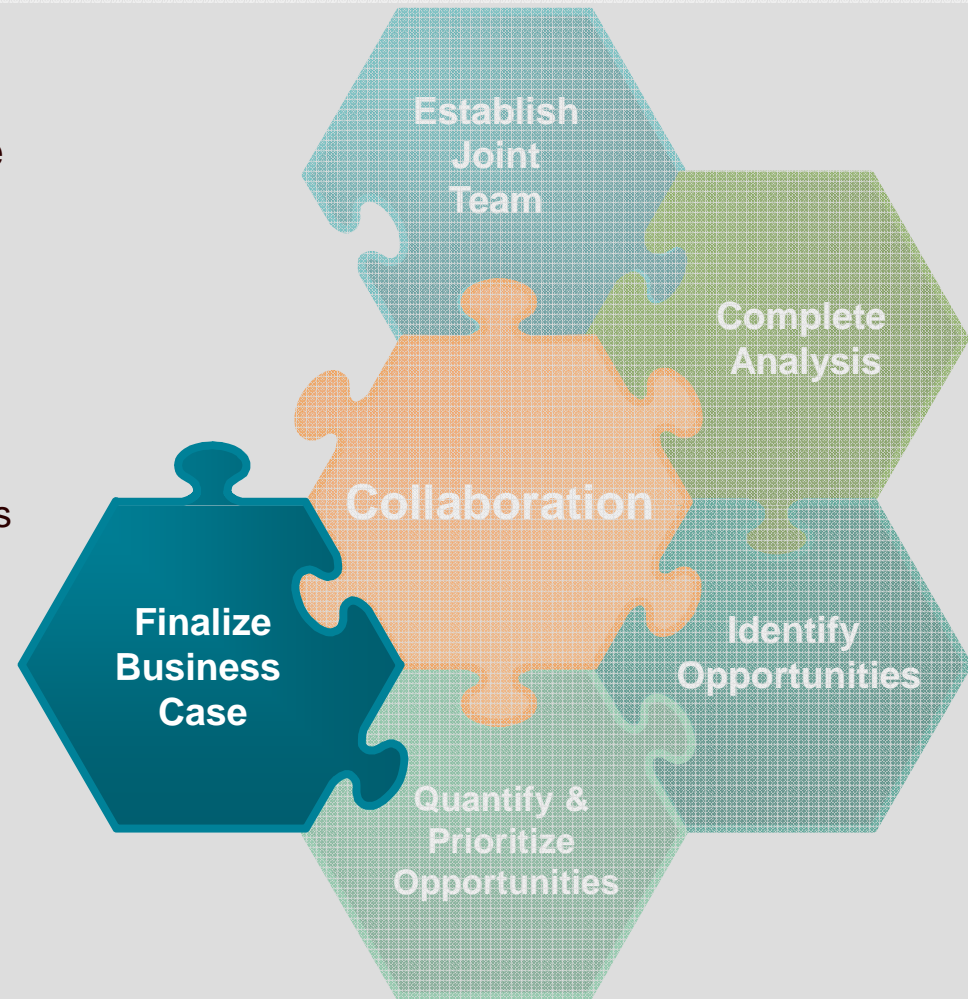 Establish
Joint
Team
Complete
Analysis
Collaboration
Finalize
Business
Case
Identify
Opportunities
Quantify &
Prioritize
Opportunities